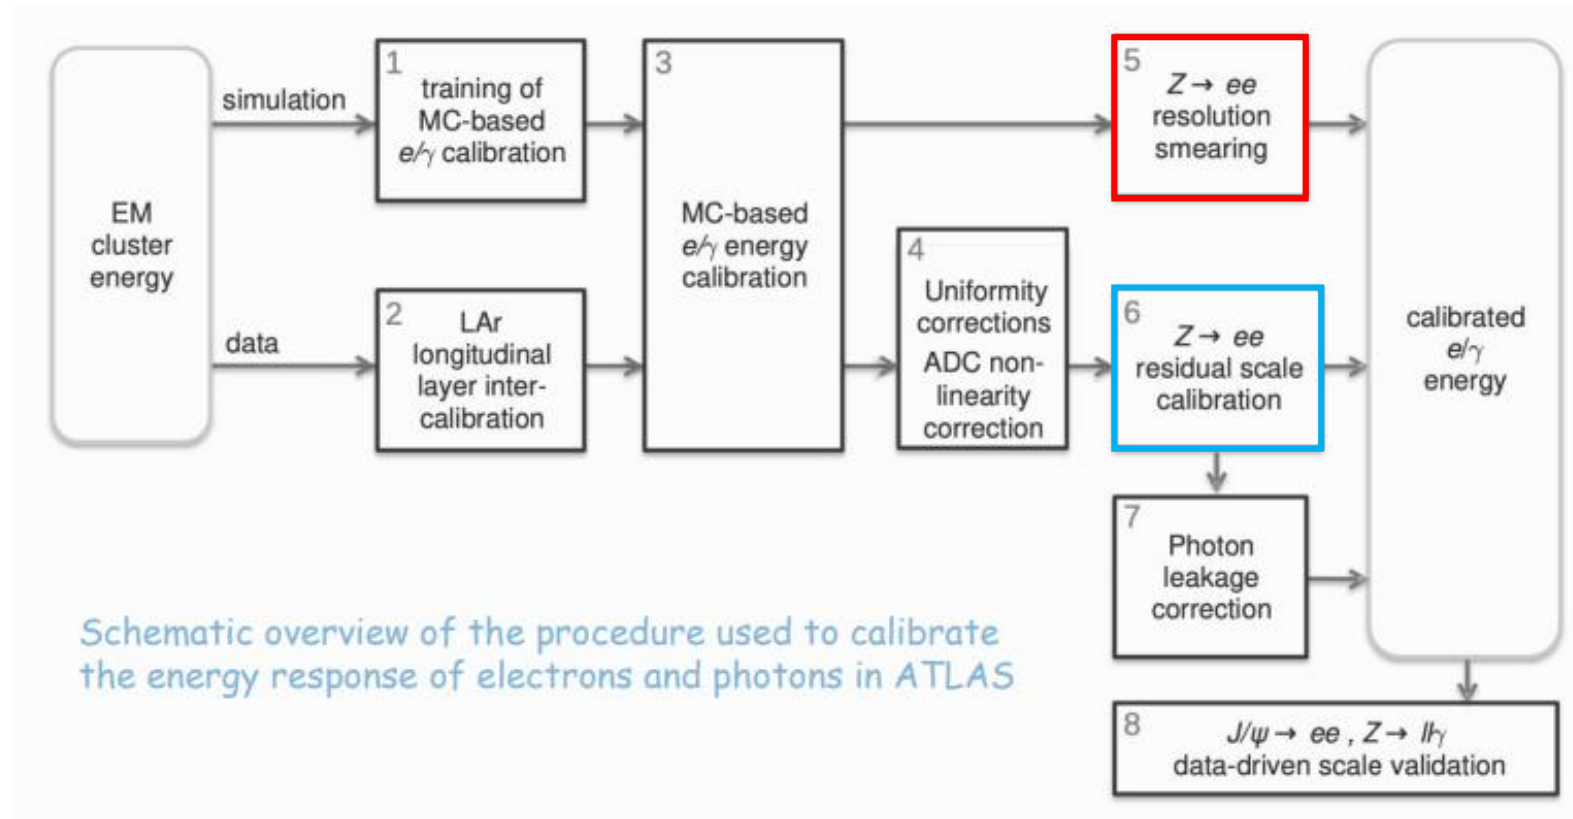 EM
cluster
energy
simulation
data
1
training of
MC-based
e/γ calibration
2
LAr
longitudinal
layer inter-
calibration
3
MC-based
e/γ energy
calibration
4
Uniformity
corrections
ADC non-
linearity
correction
5
Z → ee
resolution
smearing
6
Z → ee
residual scale
calibration
7
Photon
leakage
correction
calibrated
e/γ
energy
8
J/ψ → ee , Z → llγ
data-driven scale validation
Schematic overview of the procedure used to calibrate
the energy response of electrons and photons in ATLAS